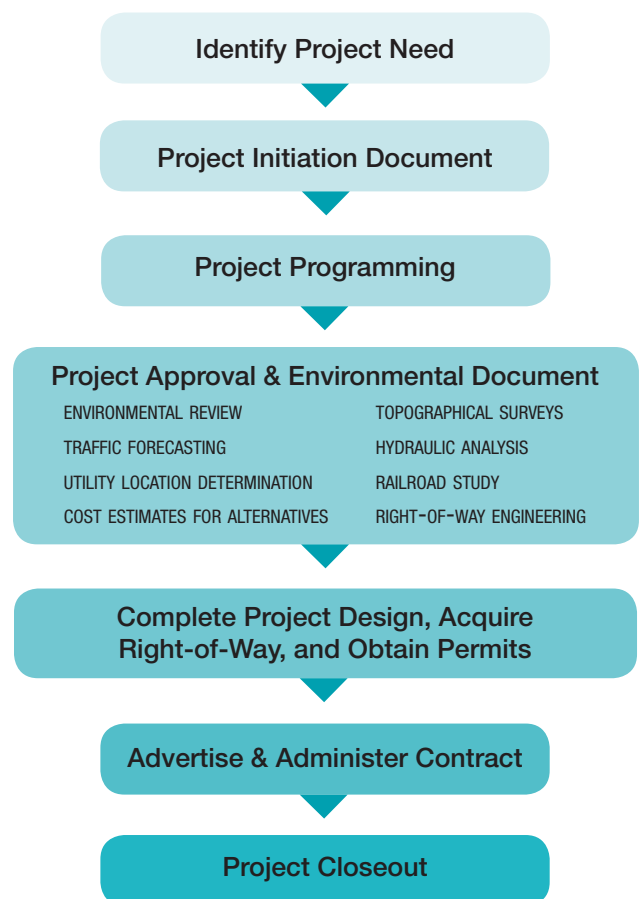 Identify Project Need
Project Initiation Document
Project Programming
Project Approval & Environmental Document
ENVIRONMENTAL REVIEW
TRAFFIC FORECASTING
UTILITY LOCATION DETERMINATION
COST ESTIMATES FOR ALTERNATIVES
TOPOGRAPHICAL SURVEYS
HYDRAULIC ANALYSIS
RAILROAD STUDY
RIGHT-OF-WAY ENGINEERING
Complete Project Design, Acquire
Right-of-Way, and Obtain Permits
Advertise & Administer Contract
Project Closeout